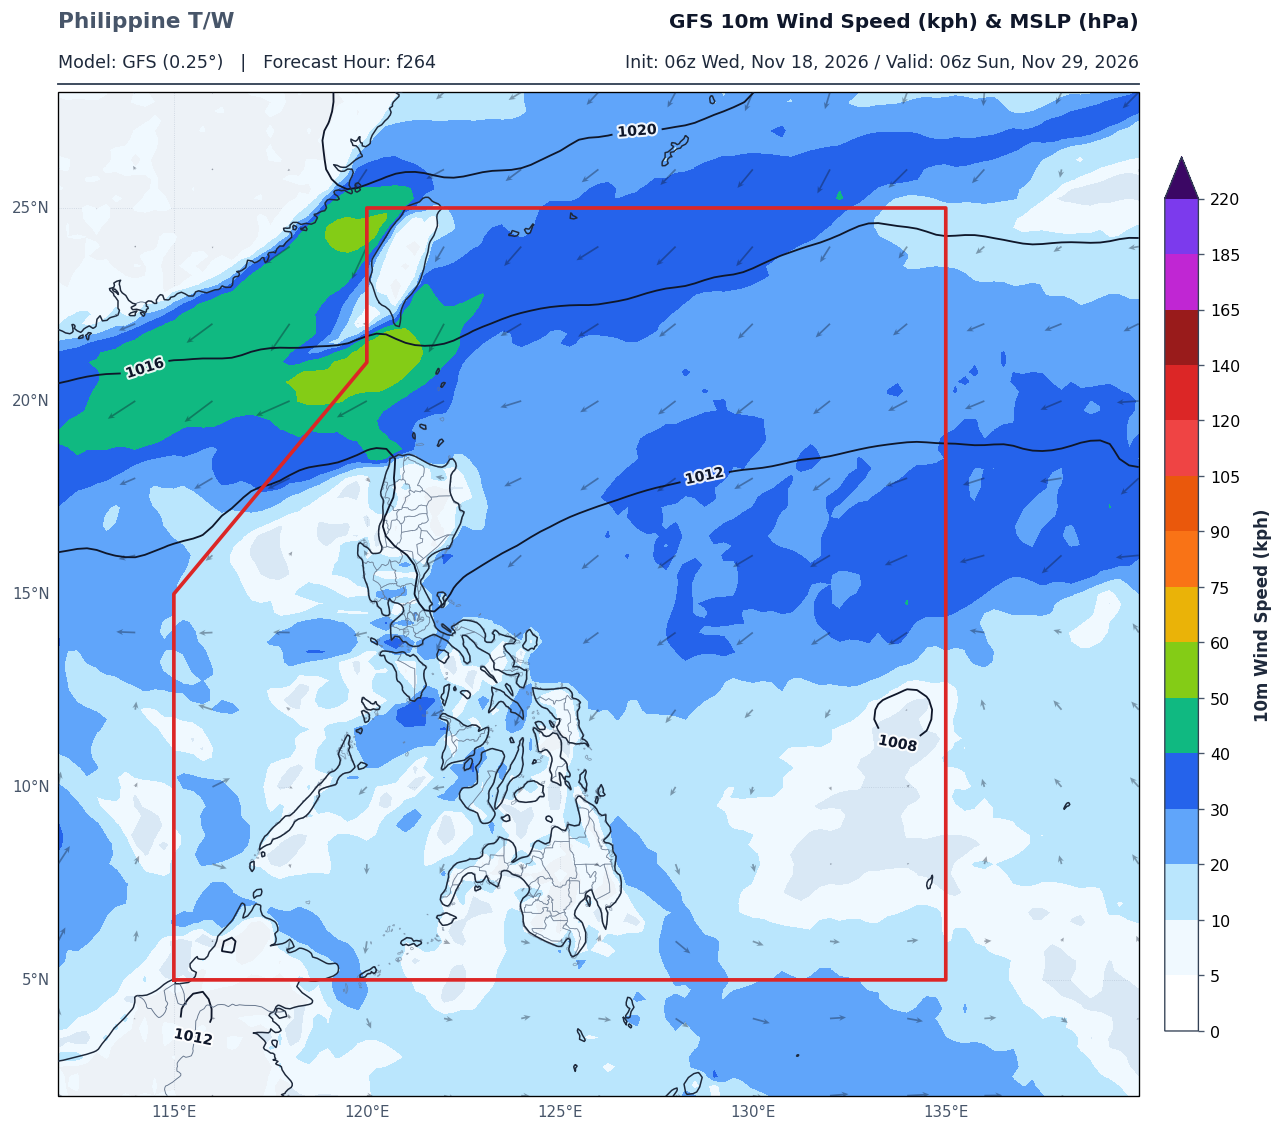 Philippine T/W
GFS 10m Wind Speed (kph) & MSLP (hPa)
Model: GFS (0.25°) | Forecast Hour: f264
Init: 06z Wed, Nov 18, 2026 / Valid: 06z Sun, Nov 29, 2026
1020
1016
1012
1008
1012
25°N
20°N
15°N
10°N
5°N
115°E
120°E
125°E
130°E
135°E
220
185
165
140
120
105
90
75
60
50
40
30
20
10
5
0
10m Wind Speed (kph)